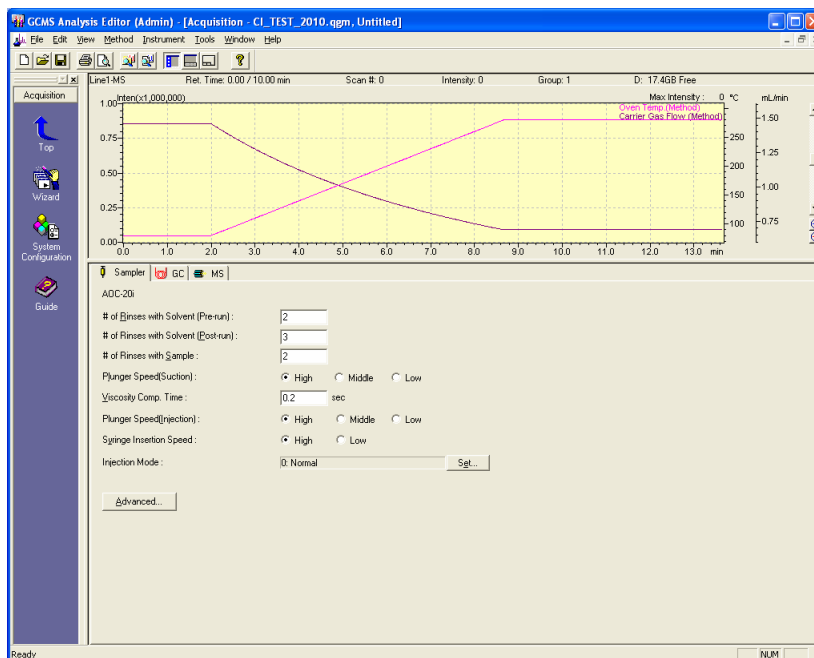 GCMS Analysis Editor (Admin) - [Acquisition - CI_TEST_2010.qgm, Untitled]
File Edit View Method Instrument Tools Window Help
Acquisition
Top
Wizard
System
Configuration
Guide
Line1-MS Ret. Time: 0.00 / 10.00 min Scan #: 0 Intensity: 0 Group: 1 D: 17.4GB Free
Inten(x1,000,000) Max Intensity : 0 °C mL/min
Oven Temp.(Method)
Carrier Gas Flow (Method)
1.00
0.75
0.50
0.25
0.00
250
200
150
100
1.50
1.25
1.00
0.75
0.0 1.0 2.0 3.0 4.0 5.0 6.0 7.0 8.0 9.0 10.0 11.0 12.0 13.0 min
Sampler GC MS
AOC-20i
# of Rinses with Solvent (Pre-run) : 2
# of Rinses with Solvent (Post-run) : 3
# of Rinses with Sample : 2
Plunger Speed(Suction) : High Middle Low
Viscosity Comp. Time : 0.2 sec
Plunger Speed(Injection) : High Middle Low
Syringe Insertion Speed : High Low
Injection Mode : 0: Normal Set...
Advanced...
Ready NUM